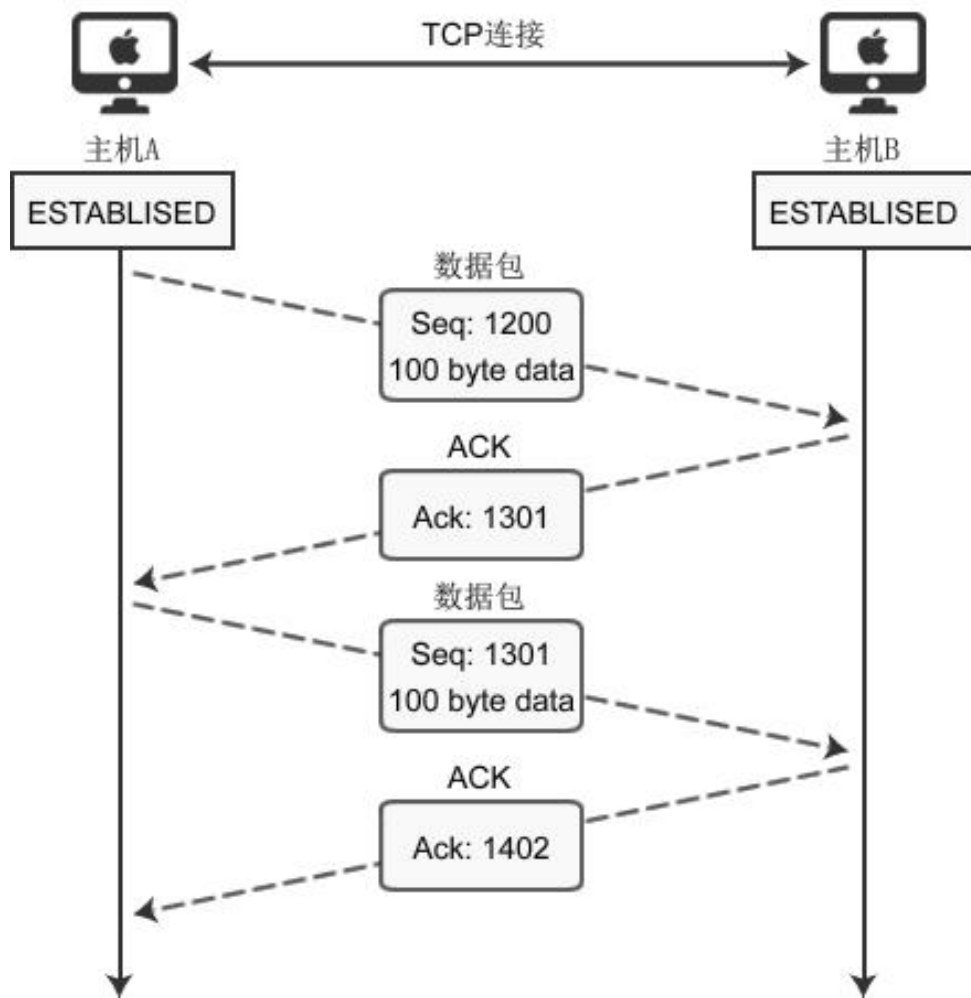 TCP连接
主机A
主机B
ESTABLISED
ESTABLISED
数据包
Seq: 1200
100 byte data
ACK
Ack: 1301
数据包
Seq: 1301
100 byte data
ACK
Ack: 1402